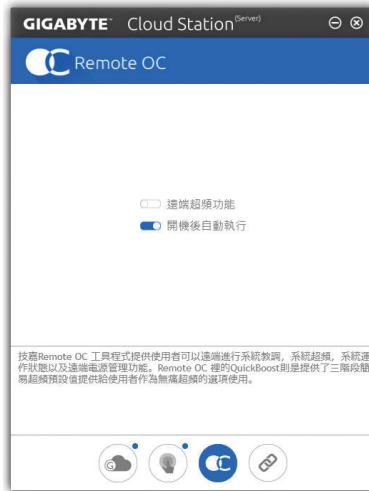 GIGABYTE™ Cloud Station (Server)
Remote OC
遠端超頻功能
開機後自動執行
技嘉Remote OC 工具程式提供使用者可以遠端進行系統教調，系統超頻，系統運
作狀態以及遠端電源管理功能。Remote OC 裡的QuickBoost則是提供了三階段簡
易超頻預設值提供給使用者作為無痛超頻的選項使用。
G